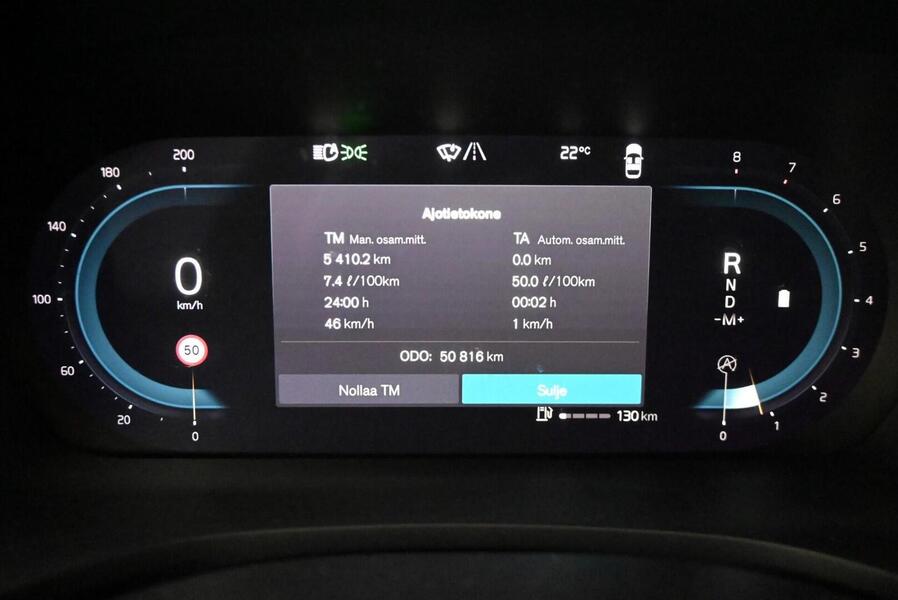 22°C
200
180
140
100
60
20
0
0
km/h
50
Ajotietokone
TM Man. osam.mitt.
5 410.2 km
7.4 ℓ/100km
24:00 h
46 km/h
TA Autom. osam.mitt.
0.0 km
50.0 ℓ/100km
00:02 h
1 km/h
ODO: 50 816 km
Nollaa TM
Sulje
130 km
8
7
6
5
4
3
2
1
0
R
N
D
-M+
A